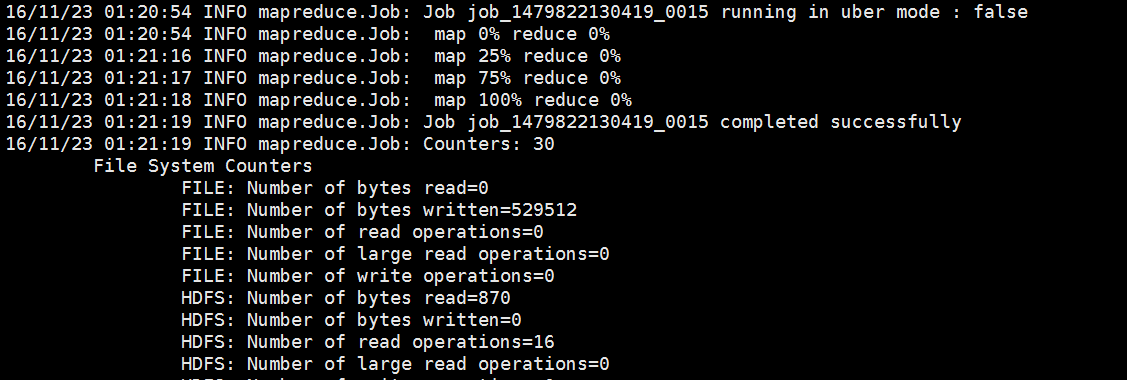 16/11/23 01:20:54 INFO mapreduce.Job: Job job_1479822130419_0015 running in uber mode : false
16/11/23 01:20:54 INFO mapreduce.Job:  map 0% reduce 0%
16/11/23 01:21:16 INFO mapreduce.Job:  map 25% reduce 0%
16/11/23 01:21:17 INFO mapreduce.Job:  map 75% reduce 0%
16/11/23 01:21:18 INFO mapreduce.Job:  map 100% reduce 0%
16/11/23 01:21:19 INFO mapreduce.Job: Job job_1479822130419_0015 completed successfully
16/11/23 01:21:19 INFO mapreduce.Job: Counters: 30
File System Counters
FILE: Number of bytes read=0
FILE: Number of bytes written=529512
FILE: Number of read operations=0
FILE: Number of large read operations=0
FILE: Number of write operations=0
HDFS: Number of bytes read=870
HDFS: Number of bytes written=0
HDFS: Number of read operations=16
HDFS: Number of large read operations=0